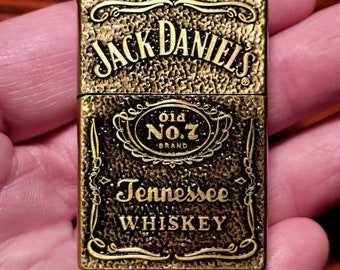 JACK DANIEL'S
Old
No. 7
BRAND
Tennessee
WHISKEY